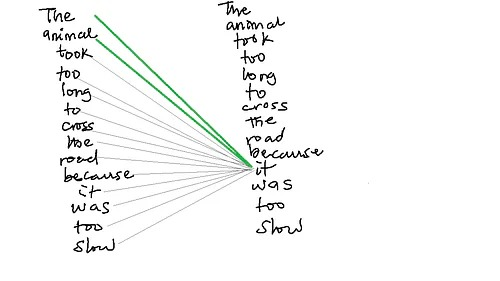 The
animal
took
too
long
to
cross
the
road
because
it
was
too
slow
The
animal
took
too
long
to
cross
the
road
because
it
was
too
slow